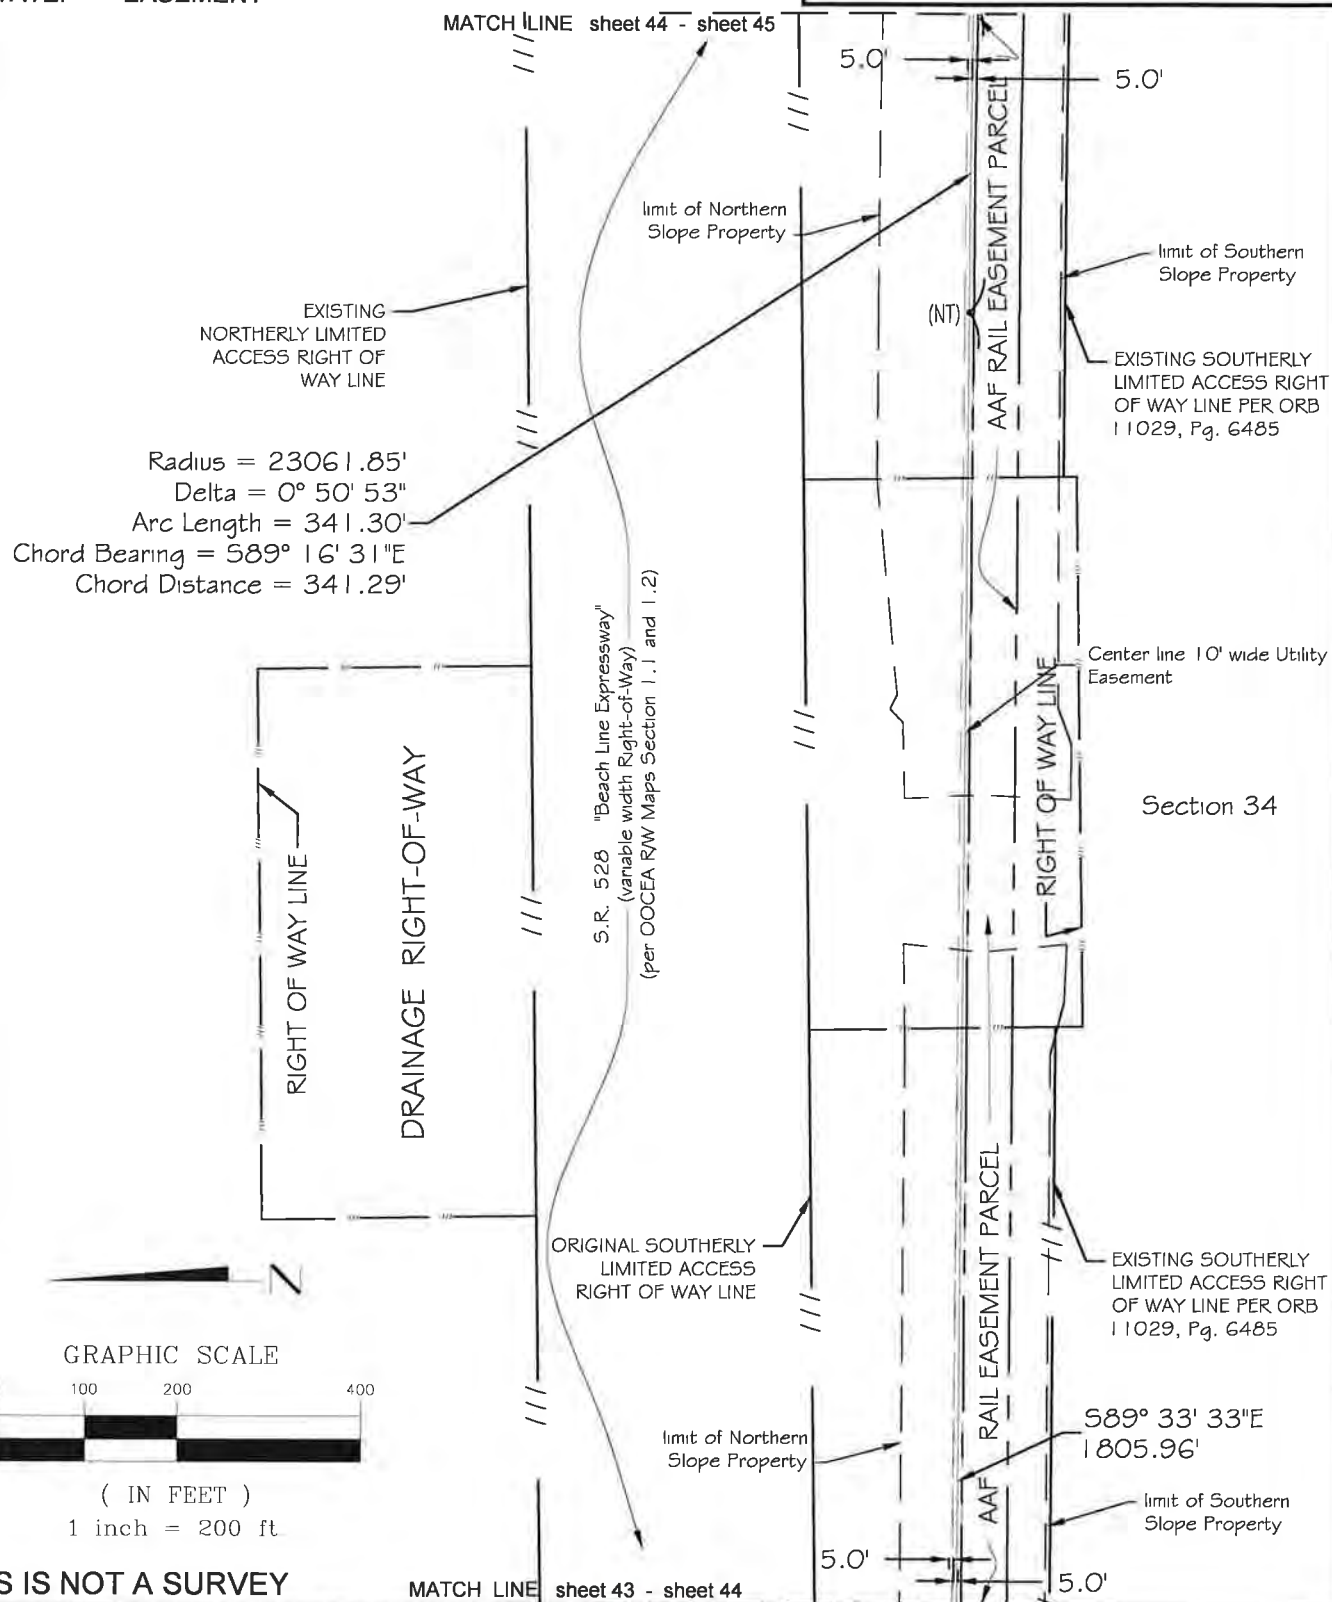 EASEMENT
MATCH LINE sheet 44 - sheet 45
5.0'
5.0'
limit of Northern
Slope Property
AAF RAIL EASEMENT PARCEL
limit of Southern
Slope Property
(NT)
EXISTING
NORTHERLY LIMITED
ACCESS RIGHT OF
WAY LINE
EXISTING SOUTHERLY
LIMITED ACCESS RIGHT
OF WAY LINE PER ORB
11029, Pg. 6485
Radius = 23061.85'
Delta = 0° 50' 53"
Arc Length = 341.30'
Chord Bearing = S89° 16' 31"E
Chord Distance = 341.29'
S.R. 528 "Beach Line Expressway"
(variable width Right-of-Way)
(per OOCEA R/W Maps Section 1.1 and 1.2)
Center line 10' wide Utility
Easement
RIGHT OF WAY LINE
Section 34
RIGHT OF WAY LINE
DRAINAGE RIGHT-OF-WAY
ORIGINAL SOUTHERLY
LIMITED ACCESS
RIGHT OF WAY LINE
AAF RAIL EASEMENT PARCEL
EXISTING SOUTHERLY
LIMITED ACCESS RIGHT
OF WAY LINE PER ORB
11029, Pg. 6485
N
GRAPHIC SCALE
100 200 400
( IN FEET )
1 inch = 200 ft
limit of Northern
Slope Property
S89° 33' 33"E
1805.96'
limit of Southern
Slope Property
5.0'
5.0'
S IS NOT A SURVEY
MATCH LINE sheet 43 - sheet 44